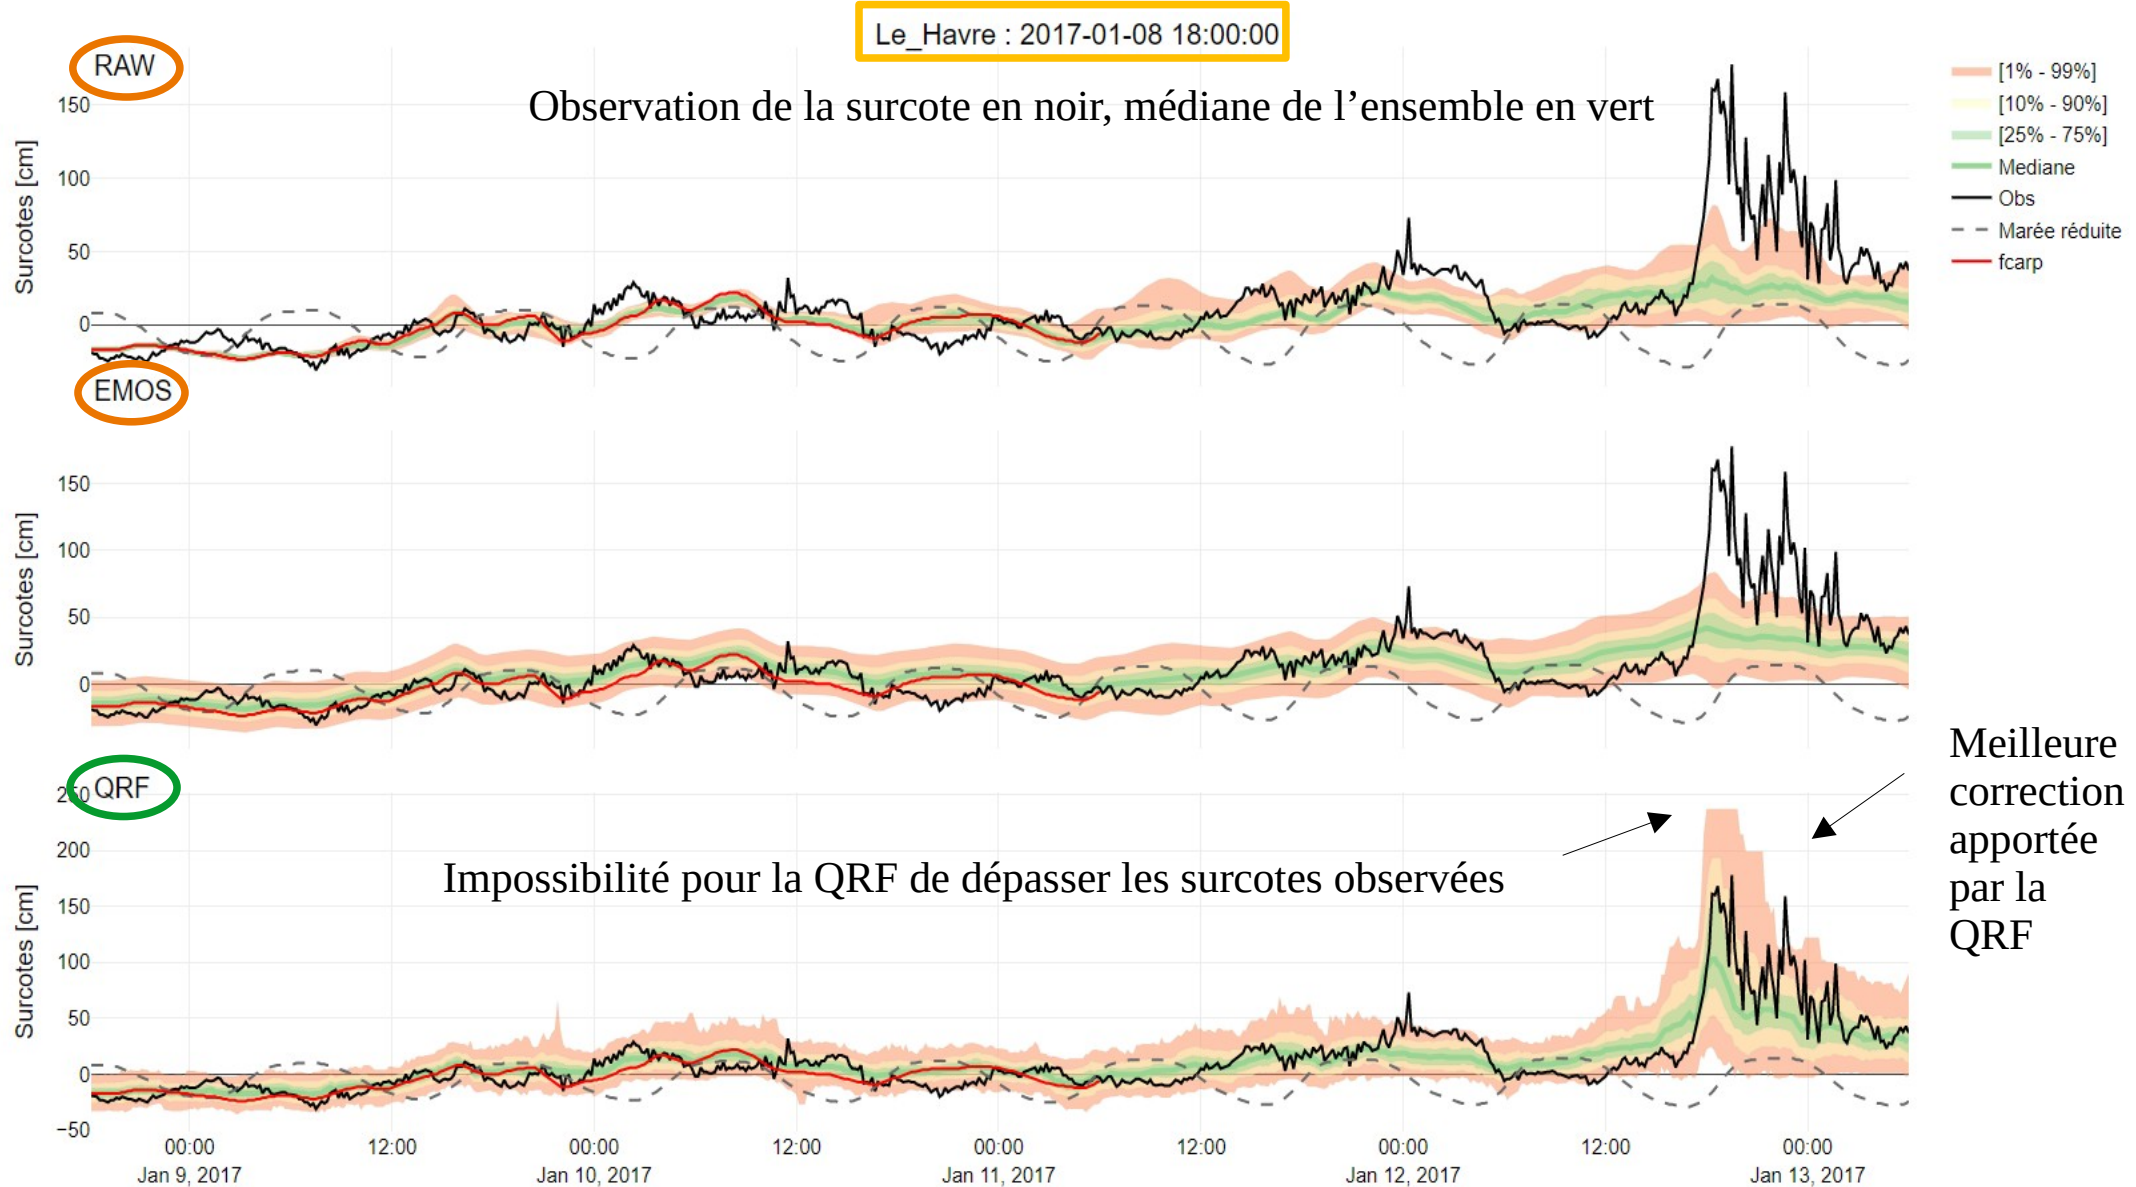 Le_Havre : 2017-01-08 18:00:00
RAW
Observation de la surcote en noir, médiane de l’ensemble en vert
Surcotes [cm]
150
100
50
0
[1% - 99%]
[10% - 90%]
[25% - 75%]
Mediane
Obs
Marée réduite
fcarp
EMOS
Surcotes [cm]
150
100
50
0
QRF
Impossibilité pour la QRF de dépasser les surcotes observées
Meilleure
correction
apportée
par la
QRF
Surcotes [cm]
250
200
150
100
50
0
−50
00:00 12:00 00:00 12:00 00:00 12:00 00:00 12:00 00:00
Jan 9, 2017 Jan 10, 2017 Jan 11, 2017 Jan 12, 2017 Jan 13, 2017